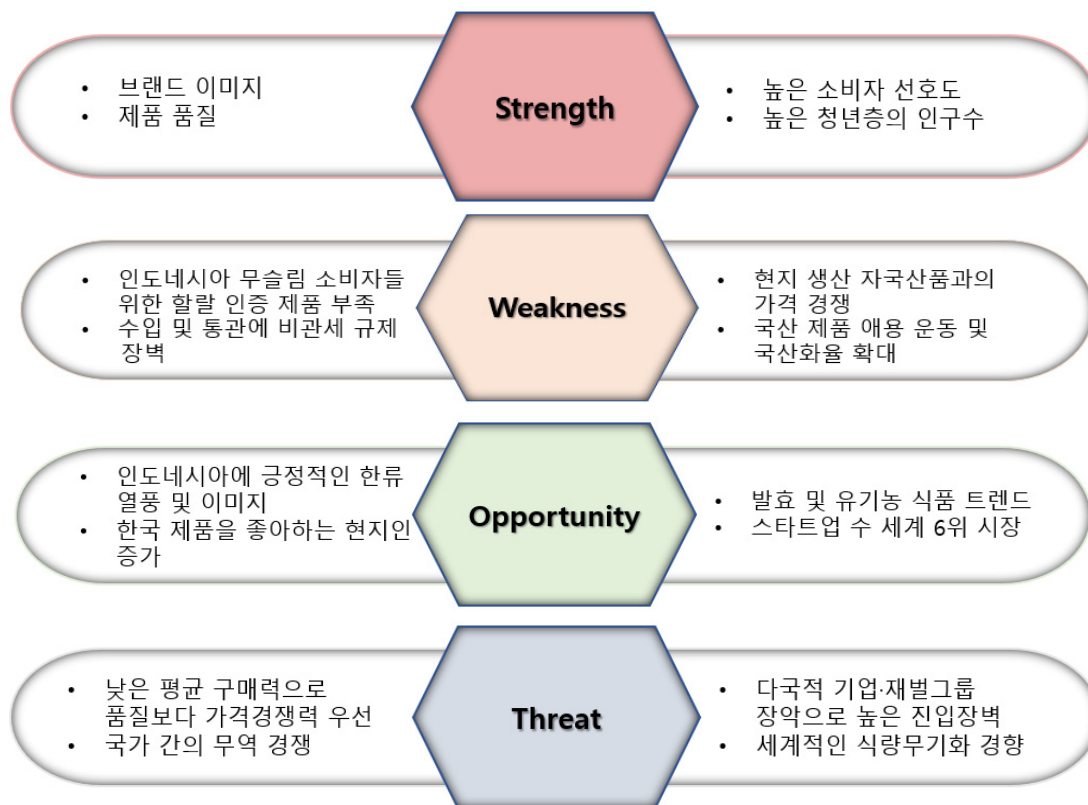 • 브랜드 이미지
• 제품 품질
Strength
• 높은 소비자 선호도
• 높은 청년층의 인구수
• 인도네시아 무슬림 소비자들
위한 할랄 인증 제품 부족
• 수입 및 통관에 비관세 규제
장벽
Weakness
• 현지 생산 자국산품과의
가격 경쟁
• 국산 제품 애용 운동 및
국산화율 확대
• 인도네시아에 긍정적인 한류
열풍 및 이미지
• 한국 제품을 좋아하는 현지인
증가
Opportunity
• 발효 및 유기농 식품 트렌드
• 스타트업 수 세계 6위 시장
• 낮은 평균 구매력으로
품질보다 가격경쟁력 우선
• 국가 간의 무역 경쟁
Threat
• 다국적 기업·재벌그룹
장악으로 높은 진입장벽
• 세계적인 식량무기화 경향